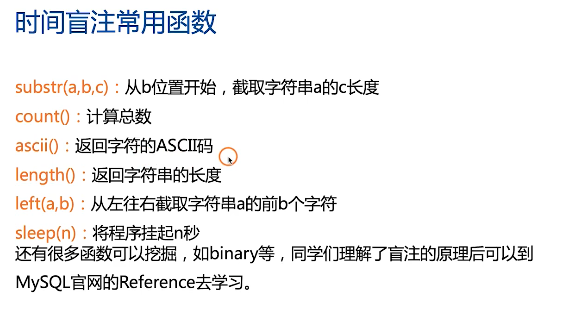 时间盲注常用函数
substr(a,b,c)：从b位置开始，截取字符串a的c长度
count()：计算总数
ascii()：返回字符的ASCII码
length()：返回字符串的长度
left(a,b)：从左往右截取字符串a的前b个字符
sleep(n)：将程序挂起n秒
还有很多函数可以挖掘，如binary等，同学们理解了盲注的原理后可以到
MySQL官网的Reference去学习。